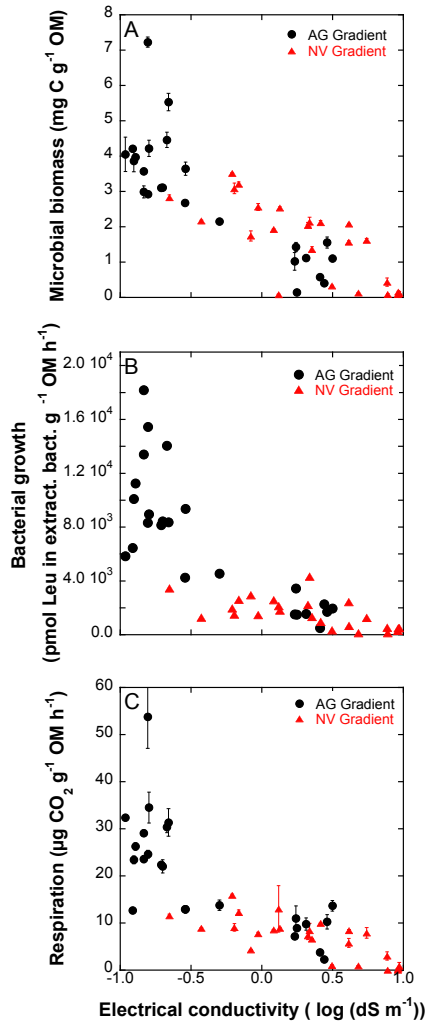 A
AG Gradient
NV Gradient
Microbial biomass (mg C g-1 OM)
8
7
6
5
4
3
2
1
0
B
AG Gradient
NV Gradient
Bacterial growth
(pmol Leu in extract. bact. g -1 OM h-1)
2.0 10⁴
1.6 10⁴
1.2 10⁴
8.0 10³
4.0 10³
0.0
C
AG Gradient
NV Gradient
Respiration (µg CO₂ g-1 OM h-1)
60
50
40
30
20
10
0
-1.0 -0.5 0.0 0.5 1.0
Electrical conductivity ( log (dS m-1))